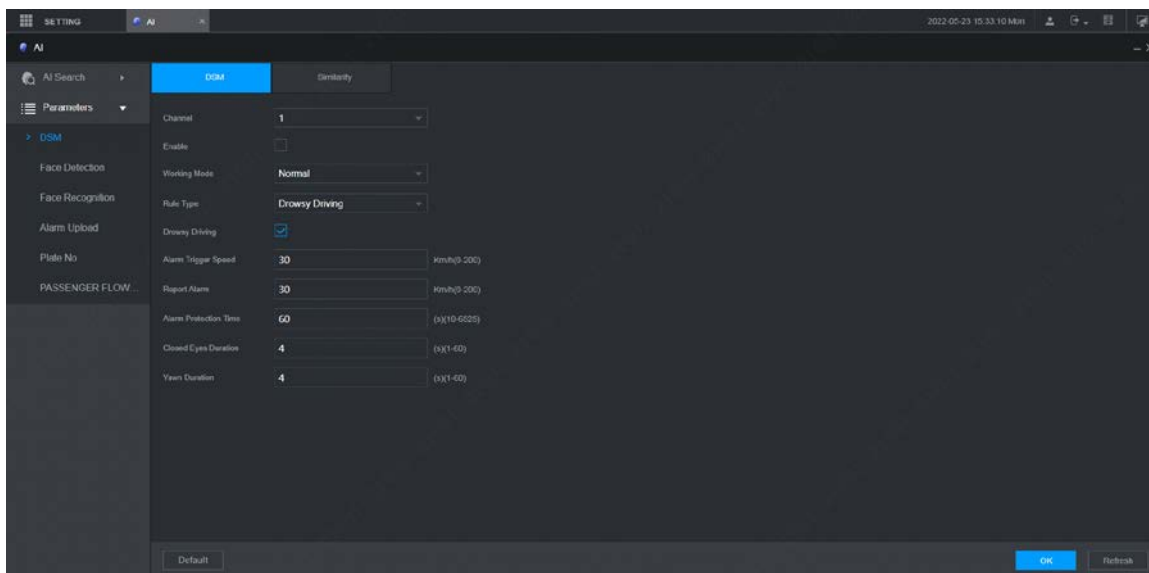 SETTING AI 2022-05-23 15:33:10 Mon
AI
AI Search
DSM Similarity
Parameters
Channel 1
> DSM
Enable
Face Detection
Working Mode Normal
Face Recognition
Rule Type Drowsy Driving
Alarm Upload
Drowsy Driving
Plate No
Alarm Trigger Speed 30 Km/h(0-200)
PASSENGER FLOW...
Report Alarm 30 Km/h(0-200)
Alarm Protection Time 60
Closed Eyes Duration 4 (s)(1-60)
Yawn Duration 4 (s)(1-60)
Default OK Refresh